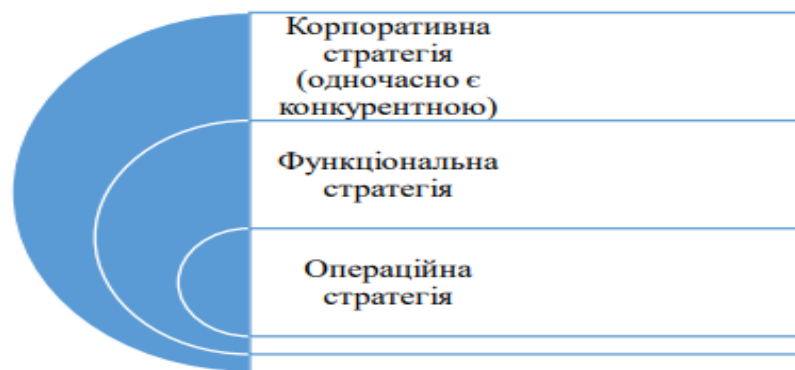 Корпоративна
стратегія
(одночасно є
конкурентною)
Функціональна
стратегія
Операційна
стратегія